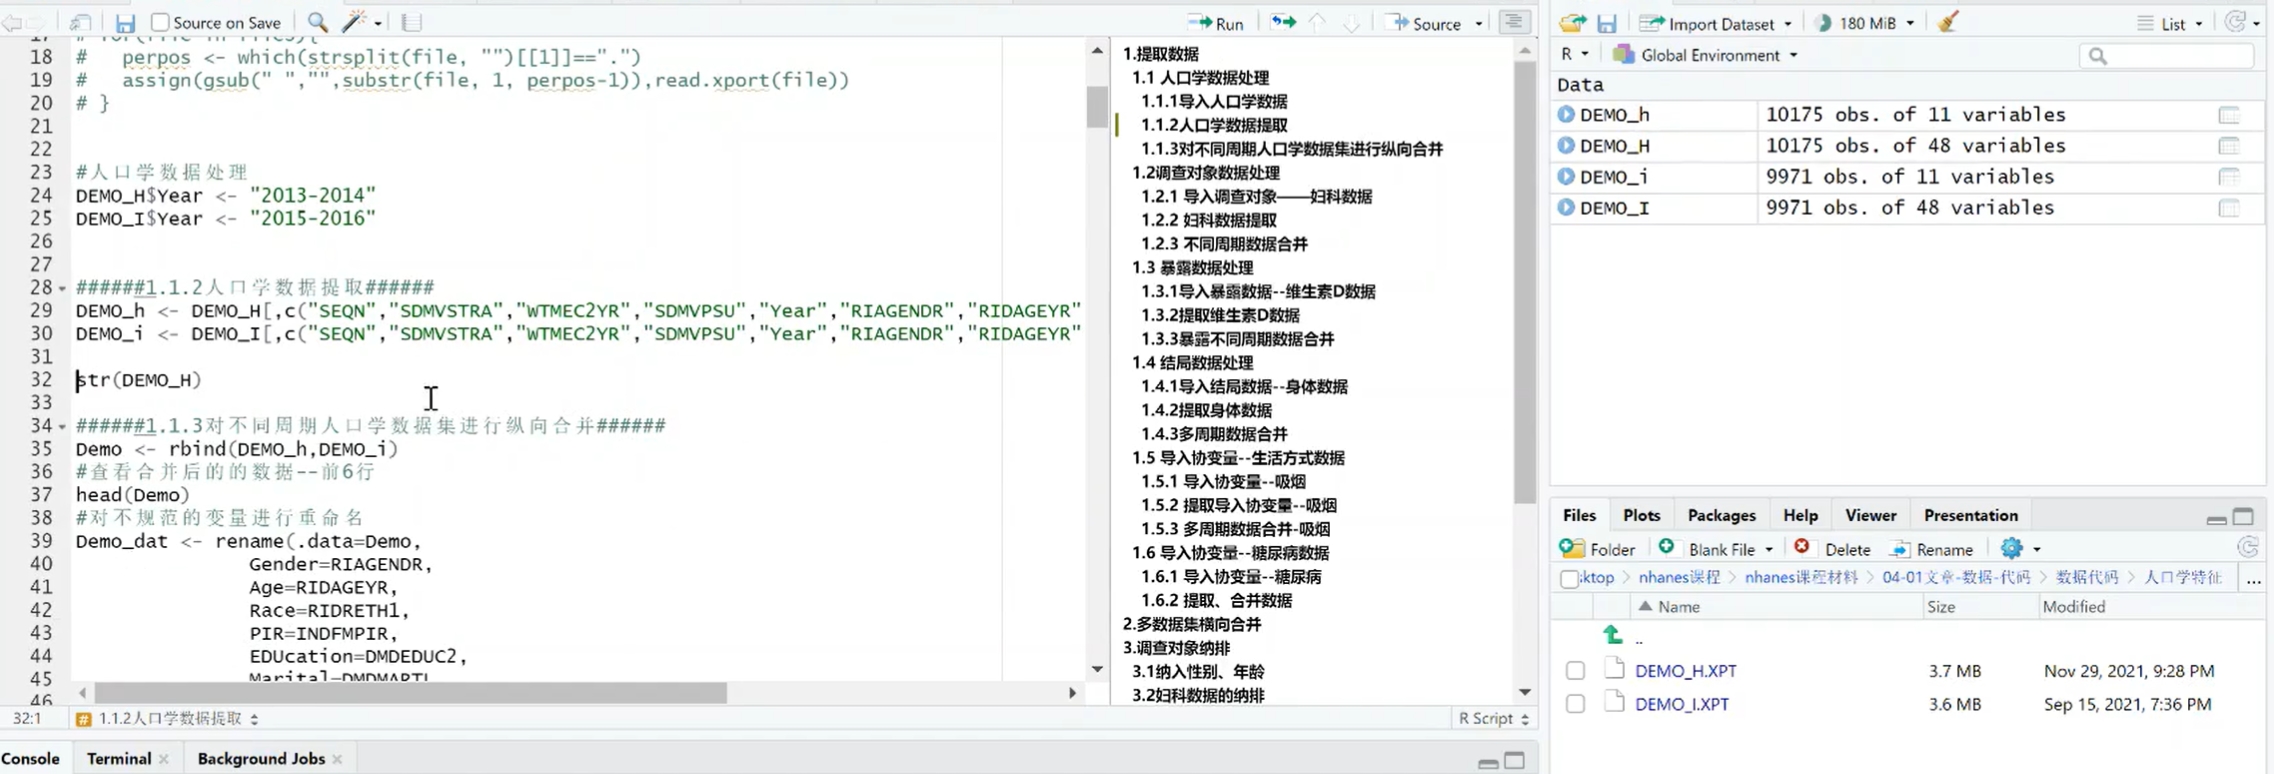 Source on Save
Run
Source
17 # for(file in files){
18 #   perpos <- which(strsplit(file, "")[[1]]==".")
19 #   assign(gsub(" ","",substr(file, 1, perpos-1)),read.xport(file))
20 # }
21
22
23 #人口学数据处理
24 DEMO_H$Year <- "2013-2014"
25 DEMO_I$Year <- "2015-2016"
26
27
28 ######1.1.2人口学数据提取######
29 DEMO_h <- DEMO_H[,c("SEQN","SDMVSTRA","WTMEC2YR","SDMVPSU","Year","RIAGENDR","RIDAGEYR"
30 DEMO_i <- DEMO_I[,c("SEQN","SDMVSTRA","WTMEC2YR","SDMVPSU","Year","RIAGENDR","RIDAGEYR"
31
32 str(DEMO_H)
33
34 ######1.1.3对不同周期人口学数据集进行纵向合并######
35 Demo <- rbind(DEMO_h,DEMO_i)
36 #查看合并后的的数据--前6行
37 head(Demo)
38 #对不规范的变量进行重命名
39 Demo_dat <- rename(.data=Demo,
40                Gender=RIAGENDR,
41                Age=RIDAGEYR,
42                Race=RIDRETH1,
43                PIR=INDFMPIR,
44                EDUcation=DMDEDUC2,
45                Marital=DMDMARTL
46
32:1
1.1.2人口学数据提取
R Script
1.提取数据
1.1 人口学数据处理
1.1.1导入人口学数据
1.1.2人口学数据提取
1.1.3对不同周期人口学数据集进行纵向合并
1.2调查对象数据处理
1.2.1 导入调查对象——妇科数据
1.2.2 妇科数据提取
1.2.3 不同周期数据合并
1.3 暴露数据处理
1.3.1导入暴露数据--维生素D数据
1.3.2提取维生素D数据
1.3.3暴露不同周期数据合并
1.4 结局数据处理
1.4.1导入结局数据--身体数据
1.4.2提取身体数据
1.4.3多周期数据合并
1.5 导入协变量--生活方式数据
1.5.1 导入协变量--吸烟
1.5.2 提取导入协变量--吸烟
1.5.3 多周期数据合并-吸烟
1.6 导入协变量--糖尿病数据
1.6.1 导入协变量--糖尿病
1.6.2 提取、合并数据
2.多数据集横向合并
3.调查对象纳排
3.1纳入性别、年龄
3.2妇科数据的纳排
Console Terminal Background Jobs
Import Dataset 180 MiB List
R Global Environment
Data
DEMO_h 10175 obs. of 11 variables
DEMO_H 10175 obs. of 48 variables
DEMO_i 9971 obs. of 11 variables
DEMO_I 9971 obs. of 48 variables
Files Plots Packages Help Viewer Presentation
Folder Blank File Delete Rename
ktop > nhanes课程 > nhanes课程材料 > 04-01文章-数据-代码 > 数据代码 > 人口学特征 ...
Name Size Modified
..
DEMO_H.XPT 3.7 MB Nov 29, 2021, 9:28 PM
DEMO_I.XPT 3.6 MB Sep 15, 2021, 7:36 PM